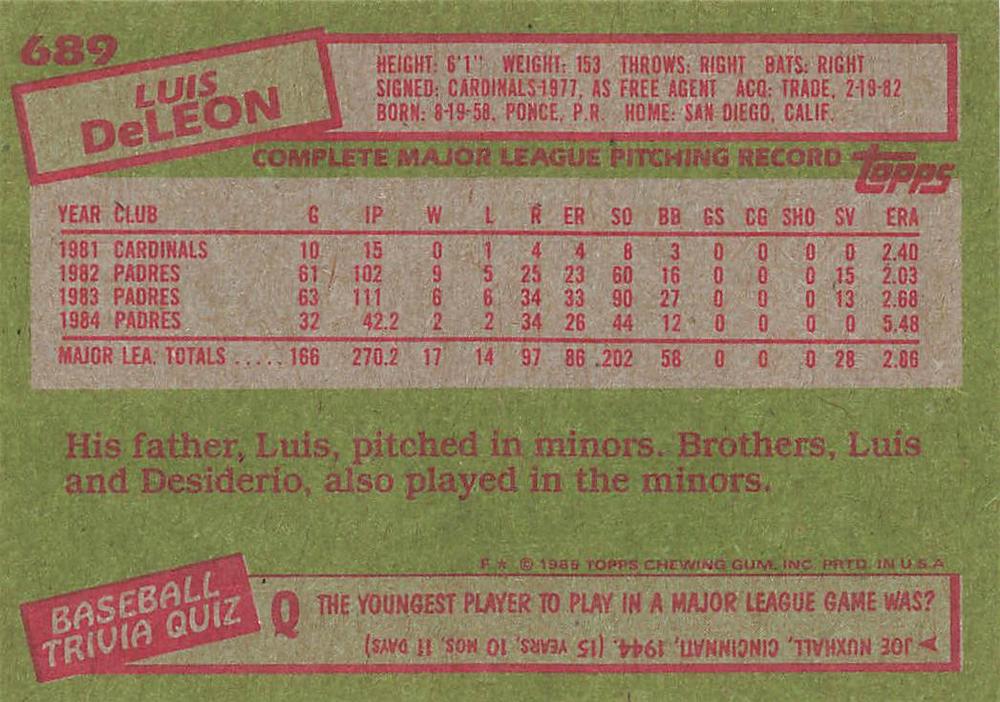 689
LUIS
DeLEON
HEIGHT: 6'1" WEIGHT: 153 THROWS: RIGHT BATS: RIGHT
SIGNED: CARDINALS-1977, AS FREE AGENT ACQ: TRADE, 2-19-82
BORN: 8-19-58, PONCE, P.R. HOME: SAN DIEGO, CALIF.
COMPLETE MAJOR LEAGUE PITCHING RECORD topps
YEAR CLUB G IP W L R ER SO BB GS CG SHO SV ERA
1981 CARDINALS 10 15 0 1 4 4 8 3 0 0 0 0 2.40
1982 PADRES 61 102 9 5 25 23 60 16 0 0 0 15 2.03
1983 PADRES 63 111 6 6 34 33 90 27 0 0 0 13 2.68
1984 PADRES 32 42.2 2 2 34 26 44 12 0 0 0 0 5.48
MAJOR LEA. TOTALS ..... 166 270.2 17 14 97 86 202 58 0 0 0 28 2.86
His father, Luis, pitched in minors. Brothers, Luis
and Desiderio, also played in the minors.
F * © 1985 TOPPS CHEWING GUM, INC. PRTD. IN U.S.A.
BASEBALL
TRIVIA QUIZ
Q THE YOUNGEST PLAYER TO PLAY IN A MAJOR LEAGUE GAME WAS?
JOE NUXHALL, CINCINNATI, 1944. (15 YEARS, 10 MOS, 11 DAYS)